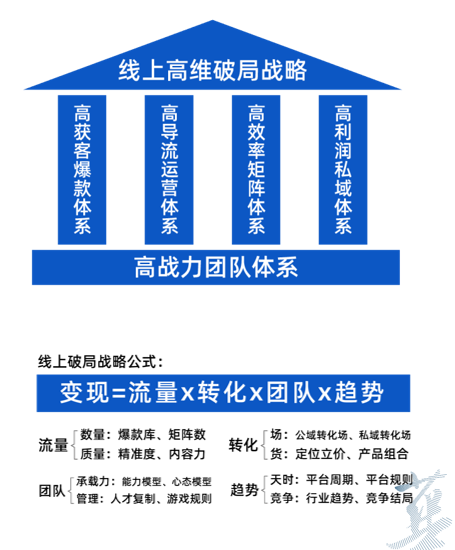 线上高维破局战略
高获客爆款体系
高导流运营体系
高效率矩阵体系
高利润私域体系
高战力团队体系
线上破局战略公式：
变现=流量x转化x团队x趋势
流量
数量：爆款库、矩阵数
质量：精准度、内容力
转化
场：公域转化场、私域转化场
货：定位立价、产品组合
团队
承载力：能力模型、心态模型
管理：人才复制、游戏规则
趋势
天时：平台周期、平台规则
竞争：行业趋势、竞争结局